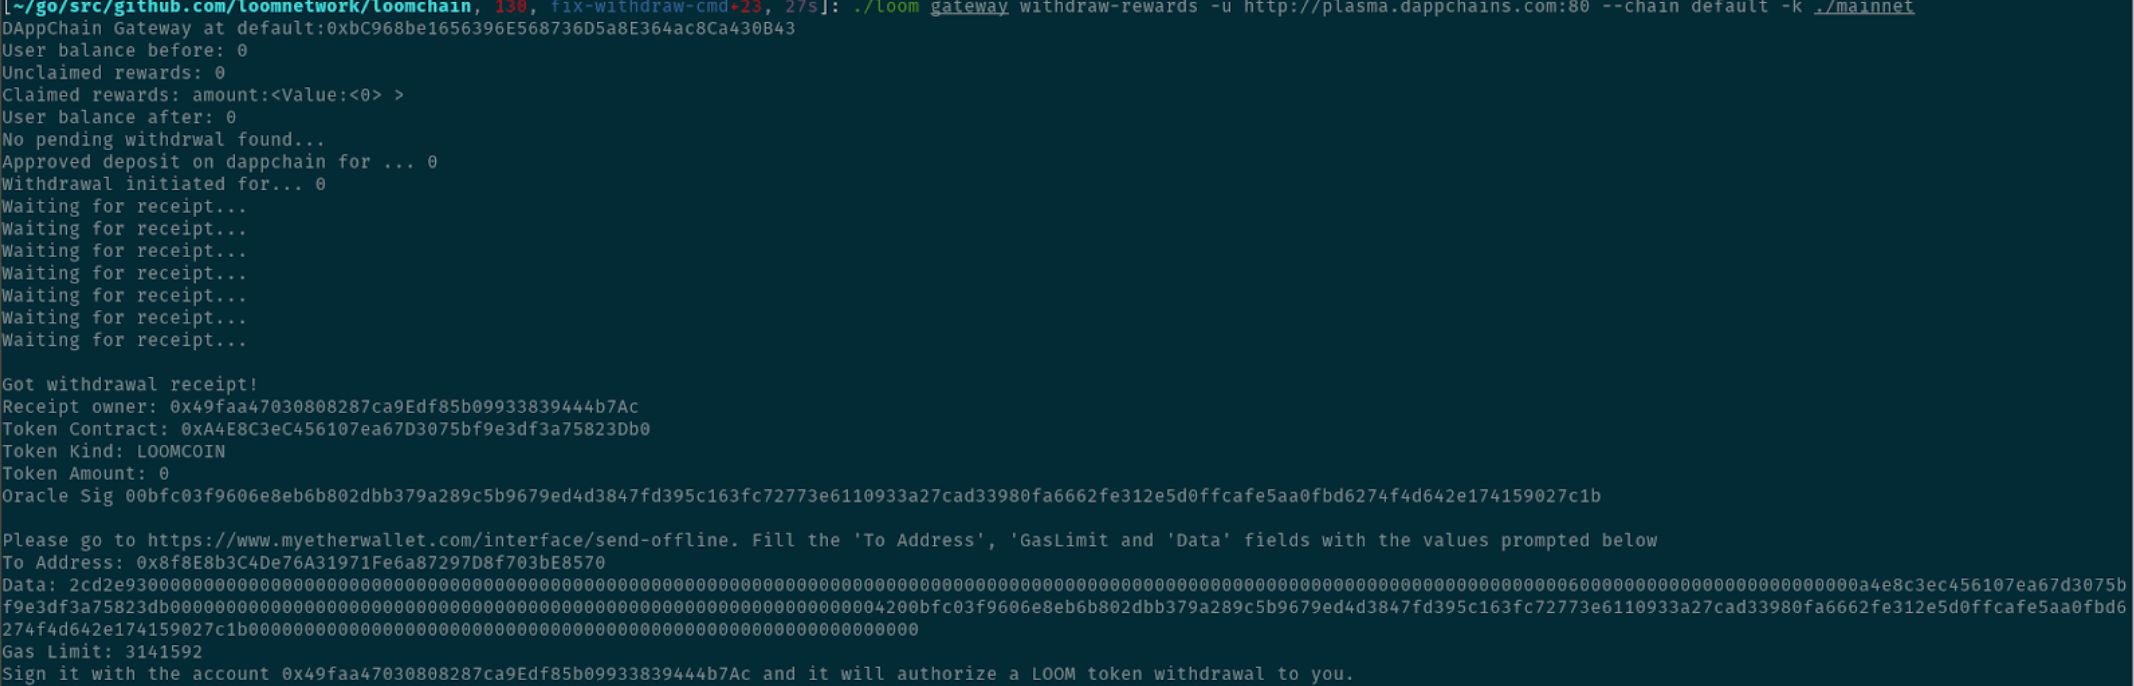 [~/go/src/github.com/loomnetwork/loomchain, 130, fix-withdraw-cmd+23, 27s]: ./loom gateway withdraw-rewards -u http://plasma.dappchains.com:80 --chain default -k ./mainnet
DAppChain Gateway at default:0xbC968be1656396E568736D5a8E364ac8Ca430B43
User balance before: 0
Unclaimed rewards: 0
Claimed rewards: amount:<Value:<0> >
User balance after: 0
No pending withdrwal found...
Approved deposit on dappchain for ... 0
Withdrawal initiated for... 0
Waiting for receipt...
Waiting for receipt...
Waiting for receipt...
Waiting for receipt...
Waiting for receipt...
Waiting for receipt...
Waiting for receipt...
Got withdrawal receipt!
Receipt owner: 0x49faa47030808287ca9Edf85b09933839444b7Ac
Token Contract: 0xA4E8C3eC456107ea67D3075bf9e3df3a75823Db0
Token Kind: LOOMCOIN
Token Amount: 0
Oracle Sig 00bfc03f9606e8eb6b802dbb379a289c5b9679ed4d3847fd395c163fc72773e6110933a27cad33980fa6662fe312e5d0ffcafe5aa0fbd6274f4d642e174159027c1b
Please go to https://www.myetherwallet.com/interface/send-offline. Fill the 'To Address', 'GasLimit and 'Data' fields with the values prompted below
To Address: 0x8f8E8b3C4De76A31971Fe6a87297D8f703bE8570
Data: 2cd2e9300000000000000000000000000000000000000000000000000000000000000000000000000000000000000000000000000000000000000000000000000000000060000000000000000000000000a4e8c3ec456107ea67d3075b
f9e3df3a75823db0000000000000000000000000000000000000000000000000000000000000004200bfc03f9606e8eb6b802dbb379a289c5b9679ed4d3847fd395c163fc72773e6110933a27cad33980fa6662fe312e5d0ffcafe5aa0fbd6
274f4d642e174159027c1b000000000000000000000000000000000000000000000000000000000000
Gas Limit: 3141592
Sign it with the account 0x49faa47030808287ca9Edf85b09933839444b7Ac and it will authorize a LOOM token withdrawal to you.